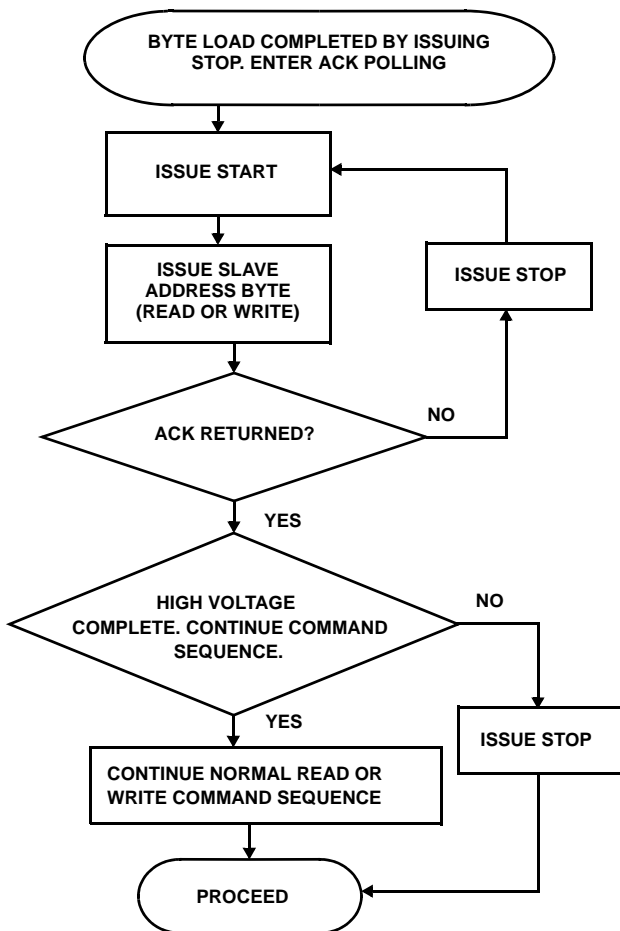 BYTE LOAD COMPLETED BY ISSUING
STOP. ENTER ACK POLLING
ISSUE START
ISSUE SLAVE
ADDRESS BYTE
(READ OR WRITE)
ISSUE STOP
ACK RETURNED?
NO
YES
HIGH VOLTAGE
COMPLETE. CONTINUE COMMAND
SEQUENCE.
NO
YES
ISSUE STOP
CONTINUE NORMAL READ OR
WRITE COMMAND SEQUENCE
PROCEED